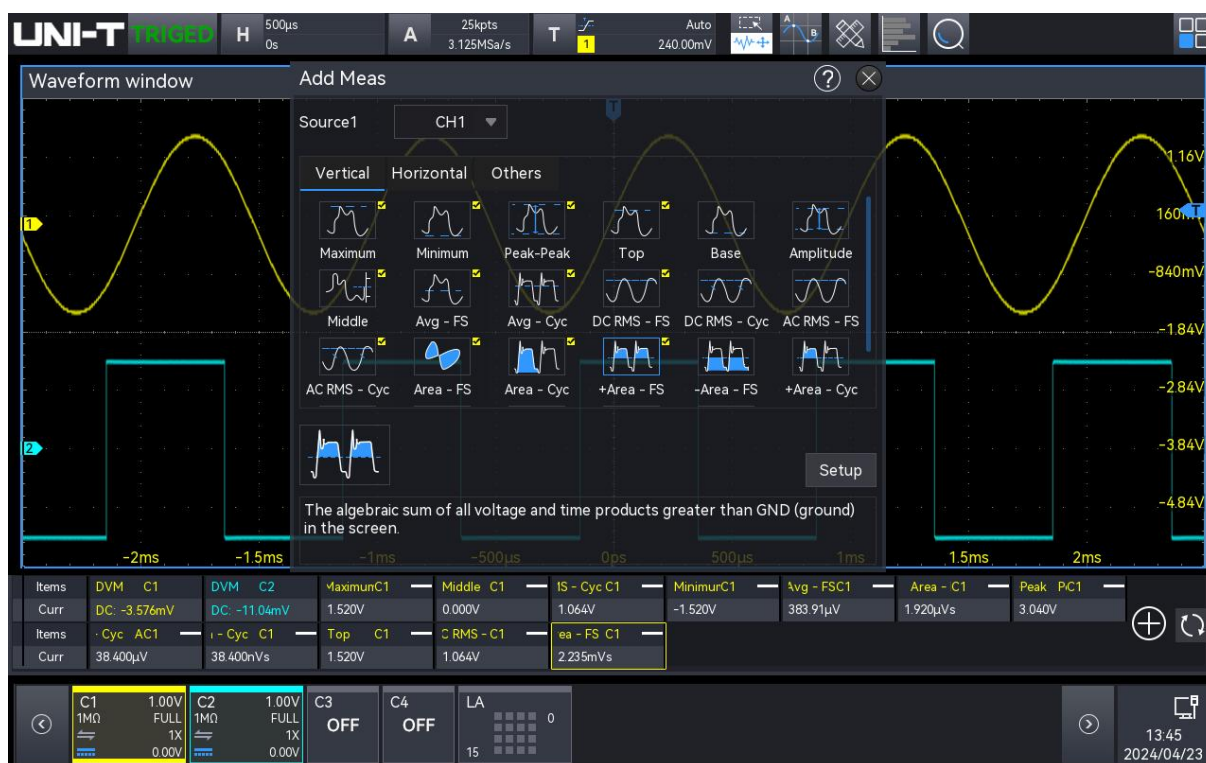 UNI-T TRIGED H 500μs 0s A 25kpts 3.125MSa/s T 1 Auto 240.00mV A B
Waveform window
Add Meas ?
Source1 CH1
T
Vertical Horizontal Others
1.16V
1
T
Maximum Minimum Peak-Peak Top Base Amplitude
-840mV
Middle Avg - FS Avg - Cyc DC RMS - FS DC RMS - Cyc AC RMS - FS
-1.84V
AC RMS - Cyc Area - FS Area - Cyc +Area - FS -Area - FS +Area - Cyc
-2.84V
2
-3.84V
Setup
The algebraic sum of all voltage and time products greater than GND (ground)
in the screen.
-4.84V
-2ms -1.5ms -1ms -500μs 0ps 500μs 1ms 1.5ms 2ms
Items DVM C1 DVM C2 MaximurC1 Middle C1 IS - Cyc C1 MinimurC1 Avg - FSC1 Area - C1 Peak PiC1
Curr DC: -3.576mV DC: -11.04mV 1.520V 0.000V 1.064V -1.520V 383.91μV 1.920μVs 3.040V
Items - Cyc AC1 - Cyc C1 Top C1 C RMS - C1 ea - FS C1
Curr 38.400μV 38.400nVs 1.520V 1.064V 2.235mVs
C1 1.00V C2 1.00V C3 C4 LA
1MΩ FULL 1MΩ FULL OFF OFF 0
1X 1X
0.00V 0.00V 15
13:45
2024/04/23